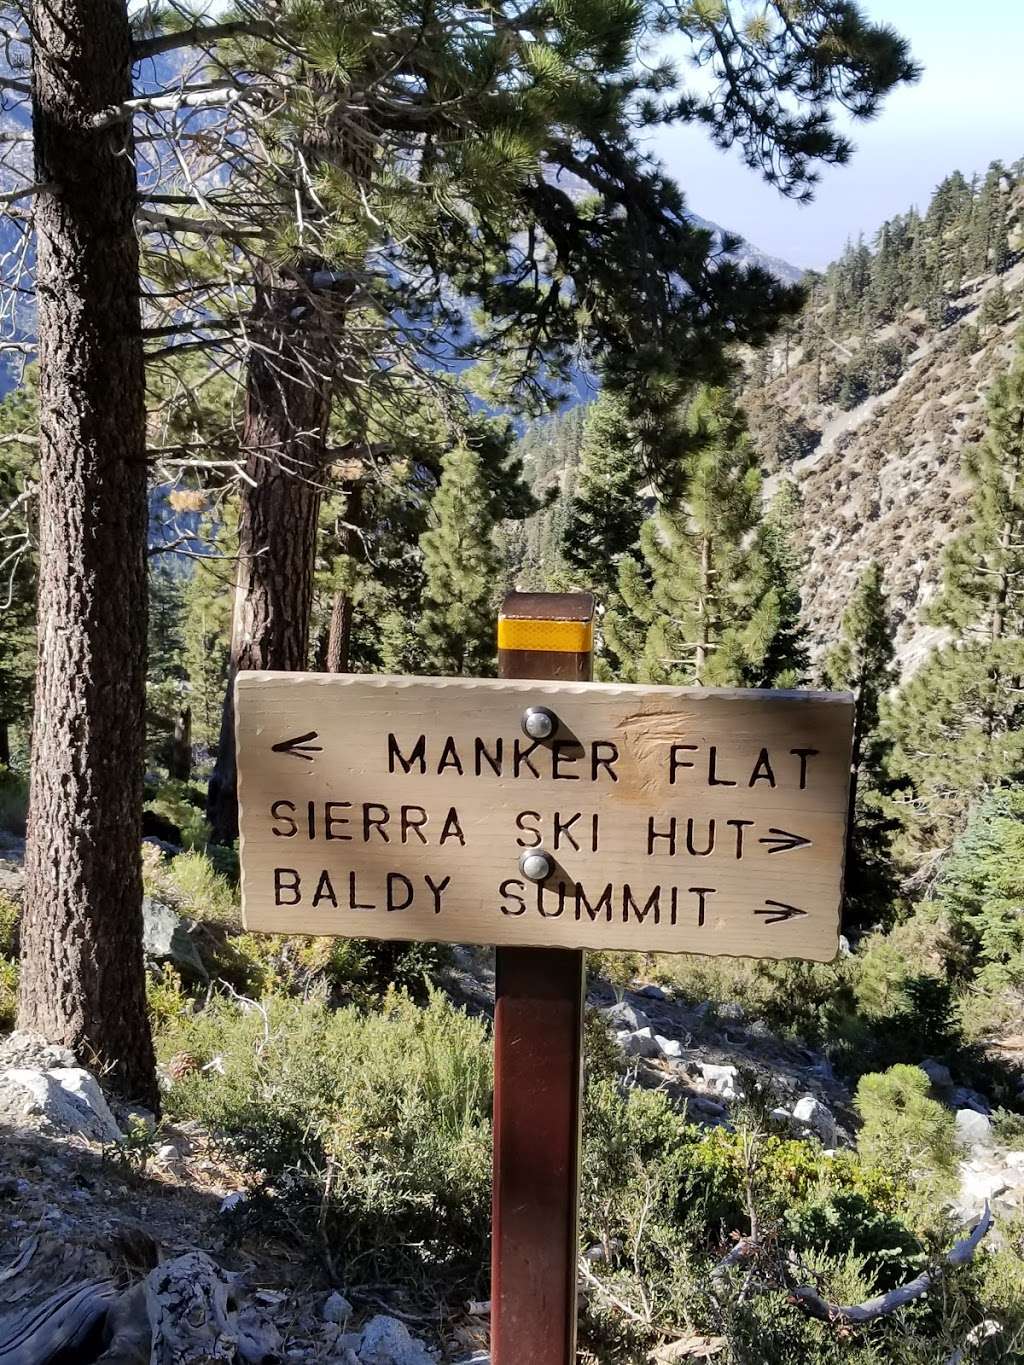 ← MANKER FLAT
SIERRA SKI HUT →
BALDY SUMMIT →